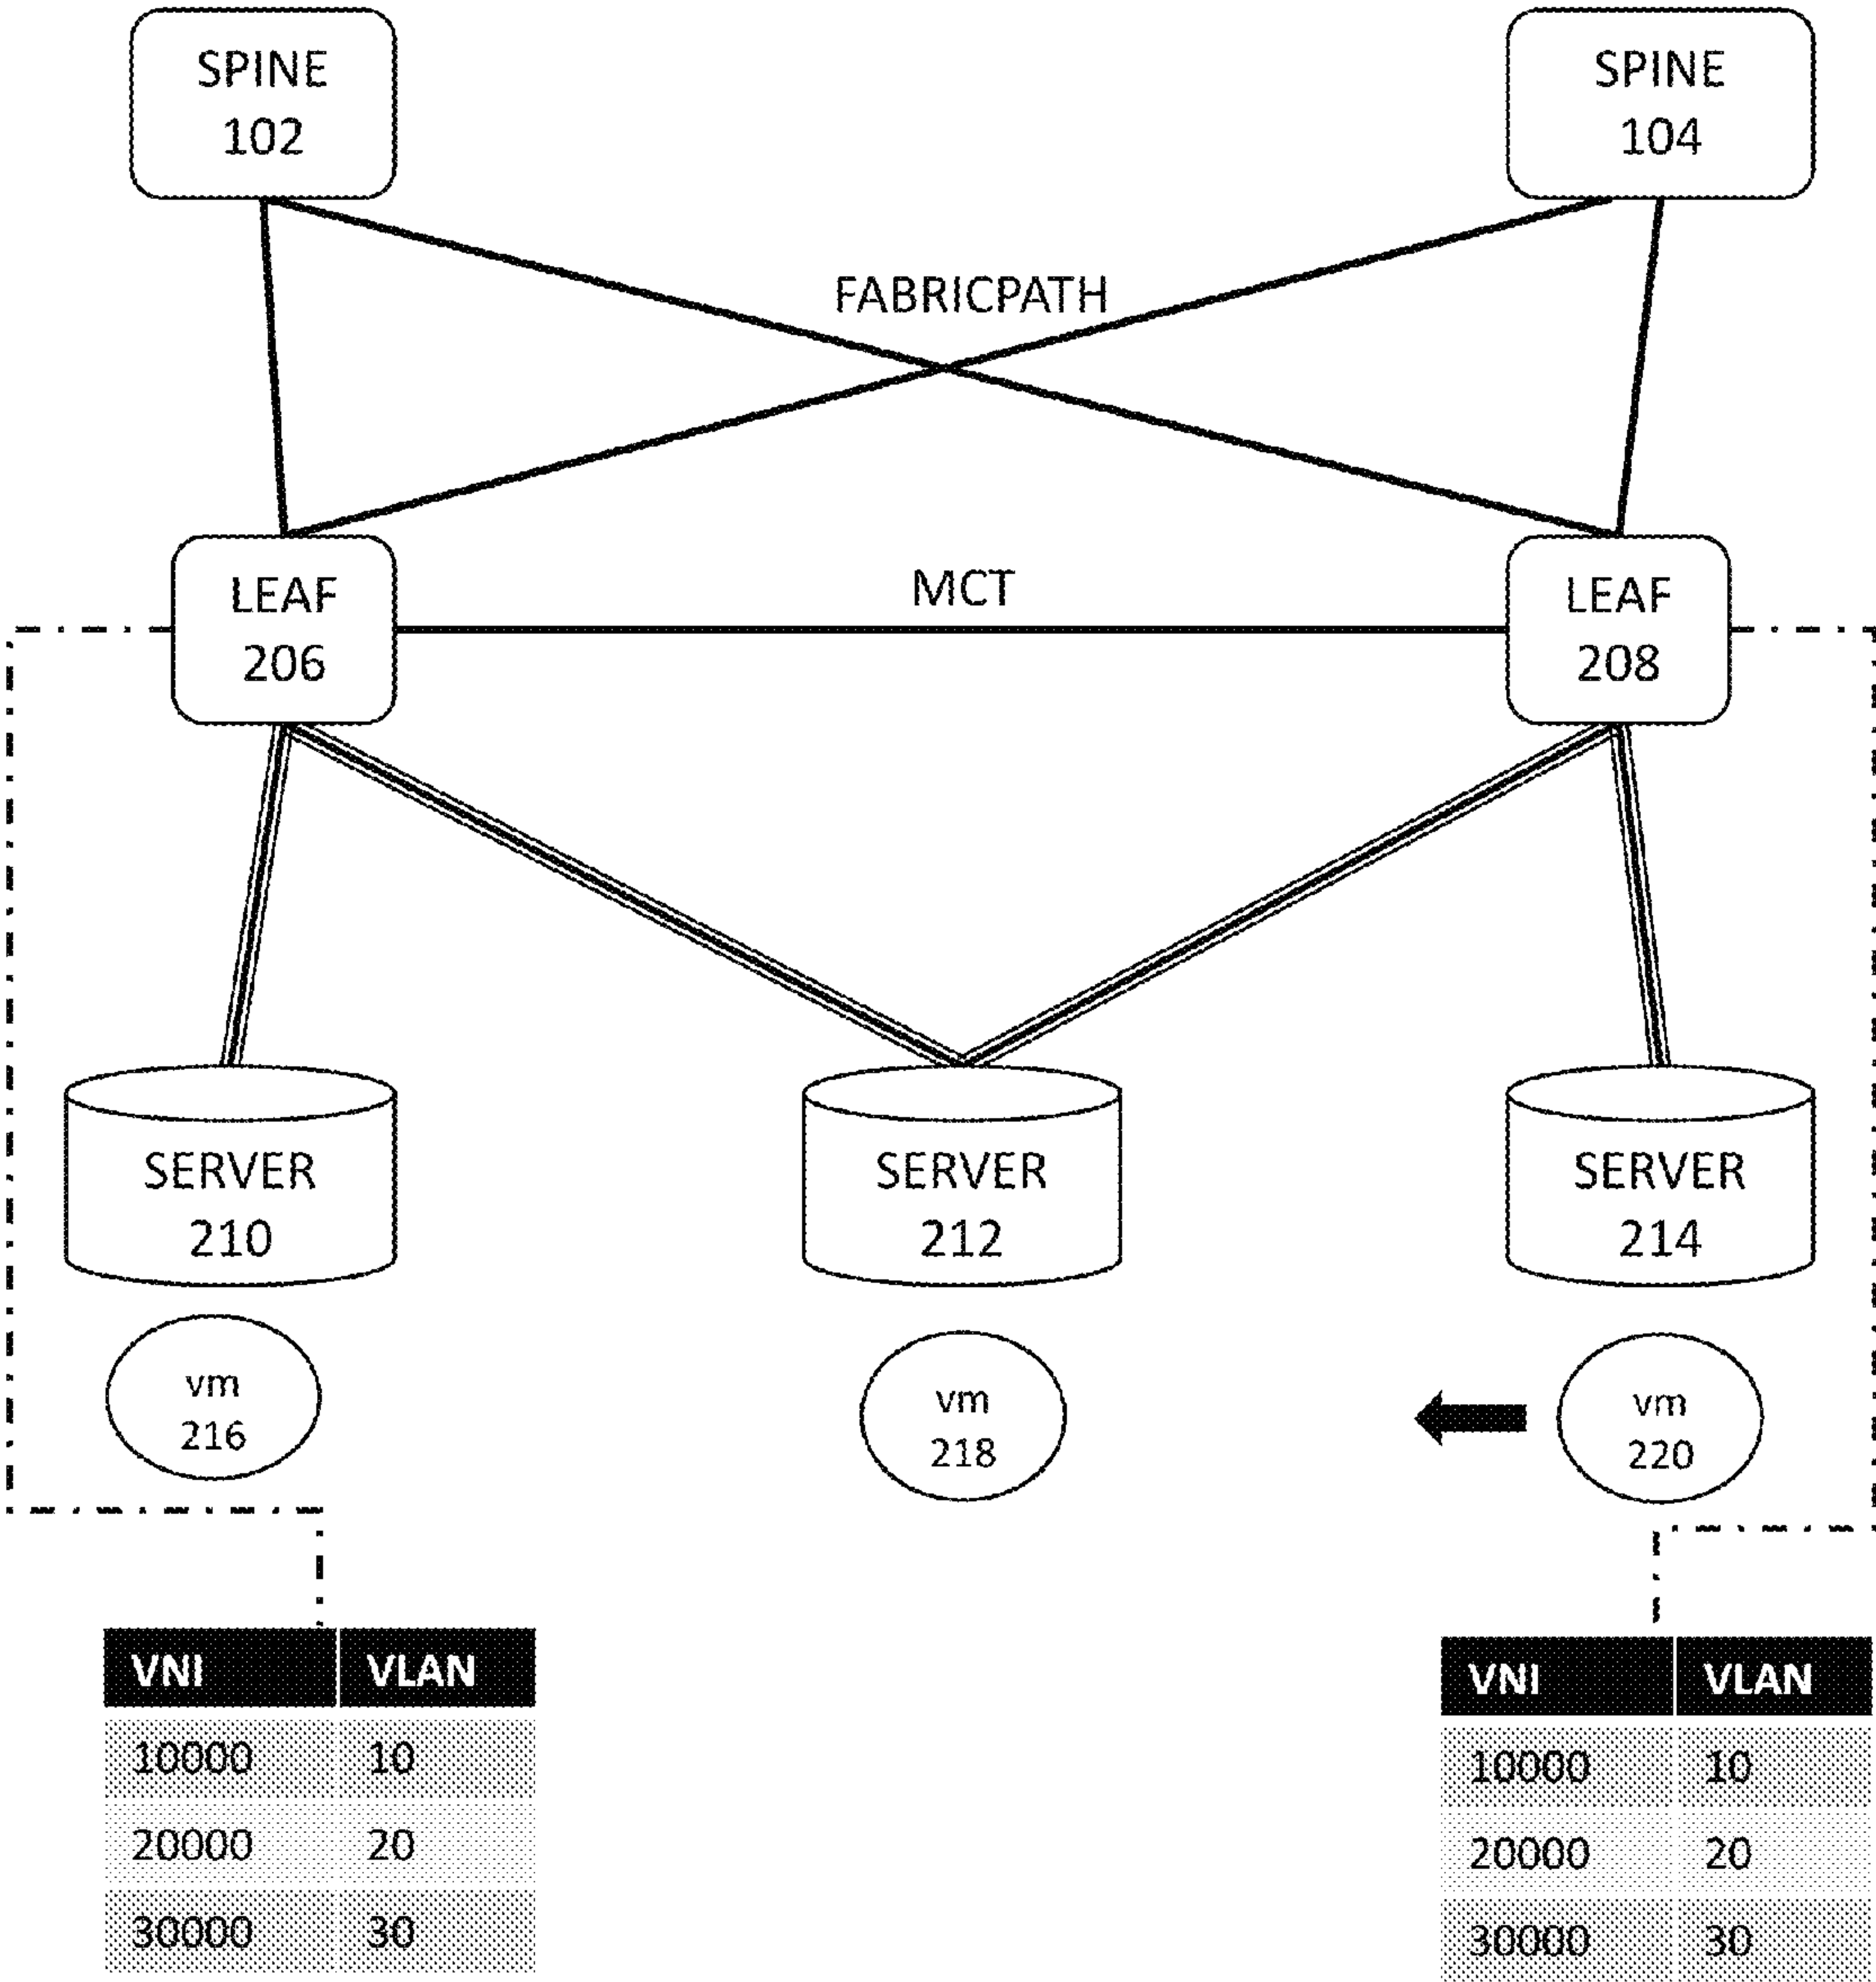 SPINE
102
SPINE
104
FABRICPATH
LEAF
206
MCT
LEAF
208
SERVER
210
SERVER
212
SERVER
214
vm
216
vm
218
vm
220
VNI VLAN
10000 10
20000 20
30000 30
VNI VLAN
10000 10
20000 20
30000 30